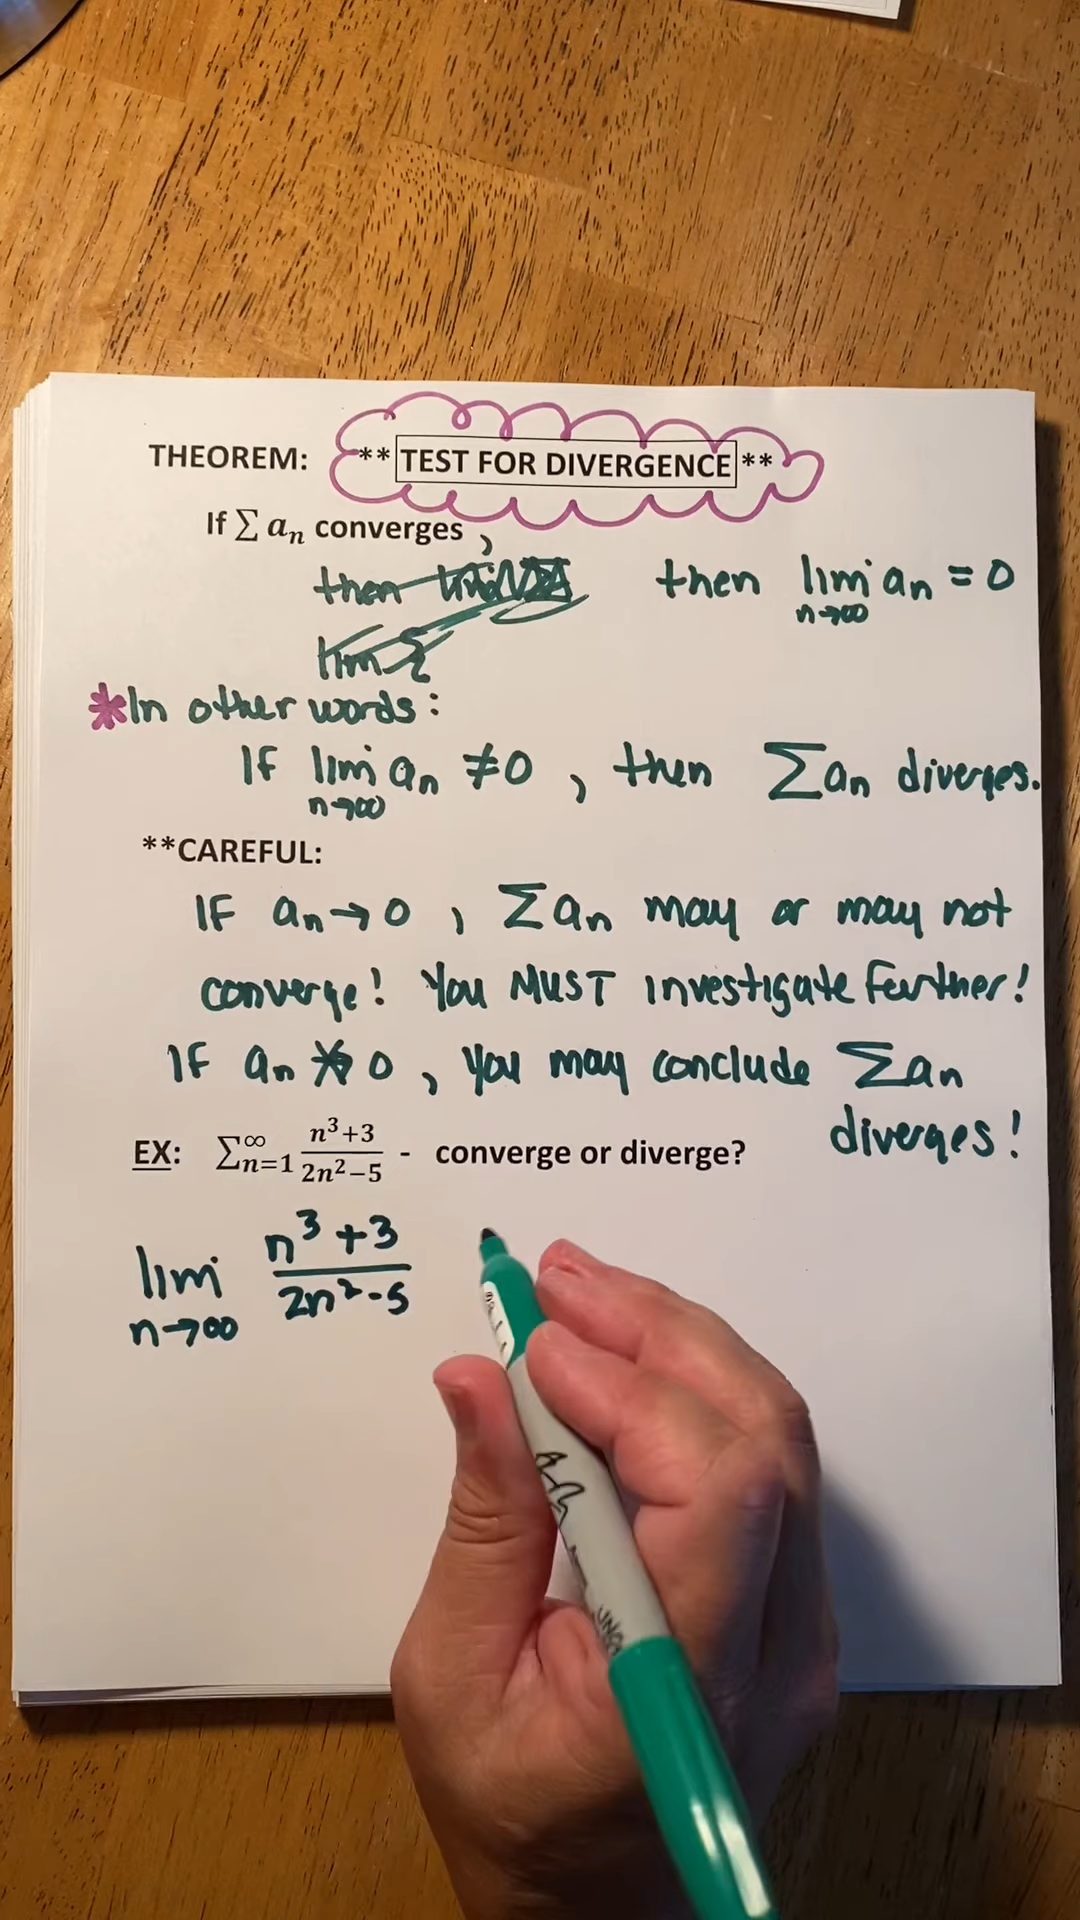 THEOREM: ** TEST FOR DIVERGENCE **
If ∑ aₙ converges ,
then lim aₙ = 0
n→∞
*In other words:
If lim aₙ ≠ 0 , then ∑aₙ diverges.
n→∞
**CAREFUL:
If aₙ → 0 , ∑aₙ may or may not
converge! You MUST investigate further!
If aₙ ↛ 0 , you may conclude ∑aₙ
diverges!
EX: ∑ₙ₌₁^∞ (n³+3)/(2n²−5) - converge or diverge?
lim (n³+3)/(2n²-5)
n→∞